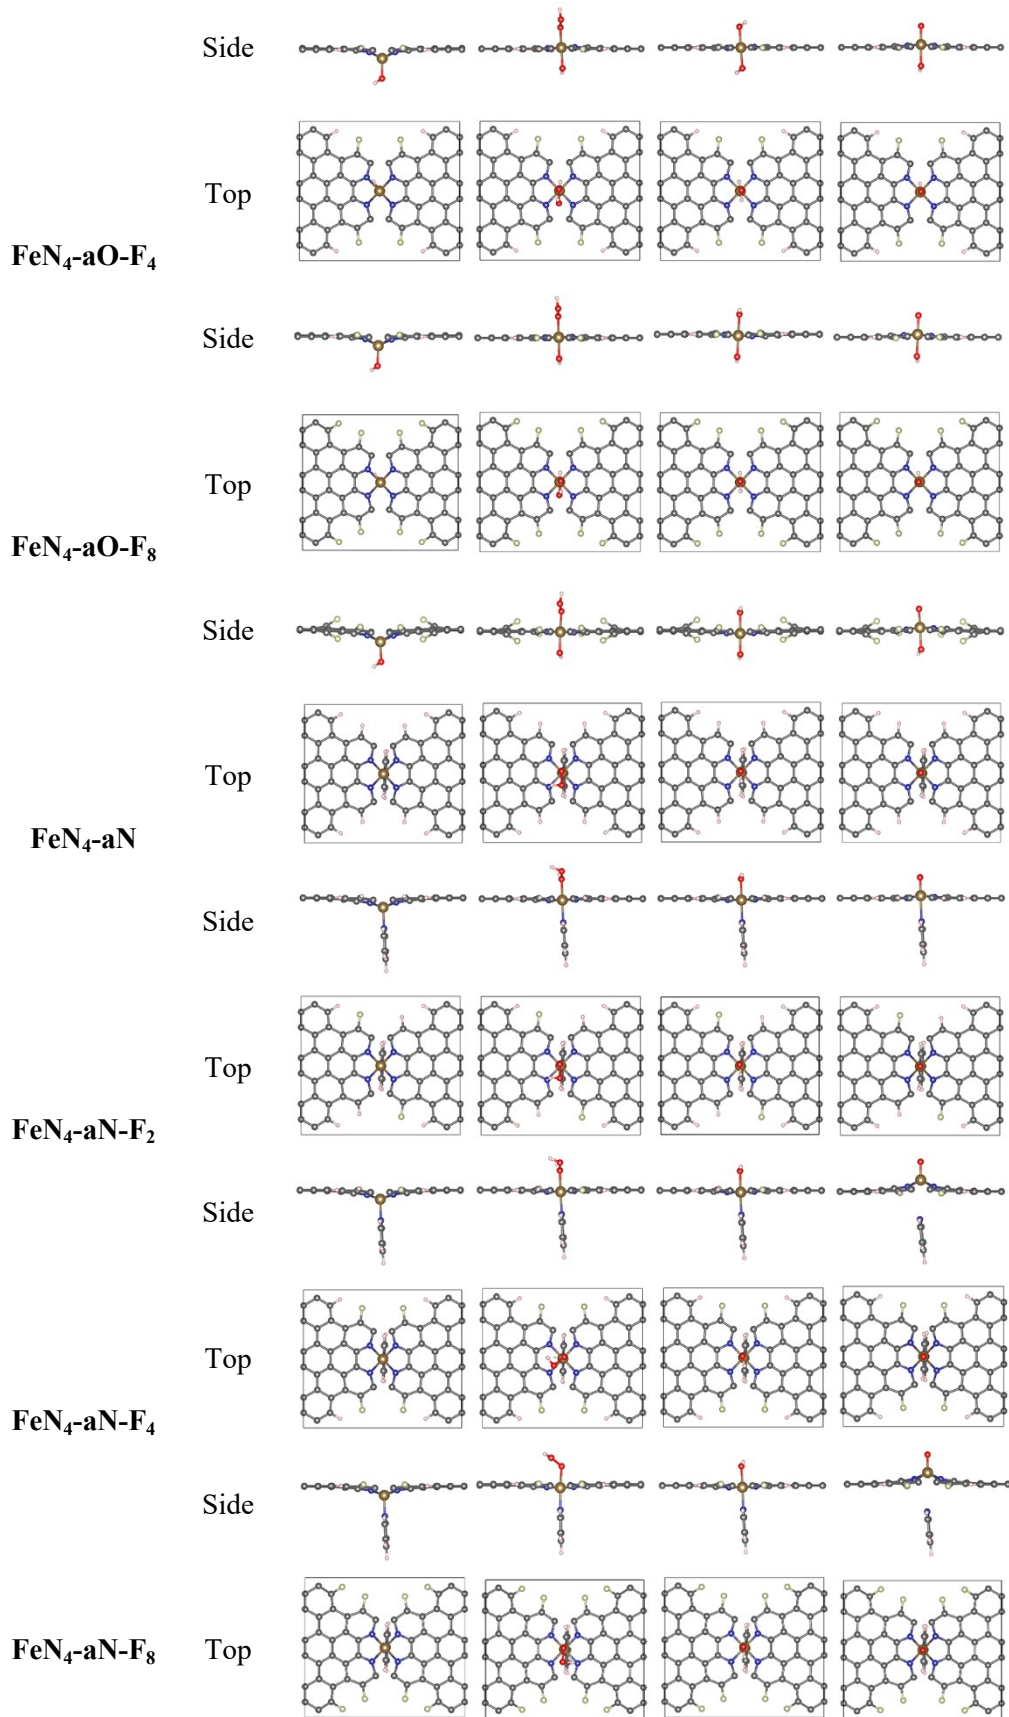 Side
Top
FeN₄-aO-F₄
Side
Top
FeN₄-aO-F₈
Side
Top
FeN₄-aN
Side
Top
FeN₄-aN-F₂
Side
Top
FeN₄-aN-F₄
Side
FeN₄-aN-F₈ Top